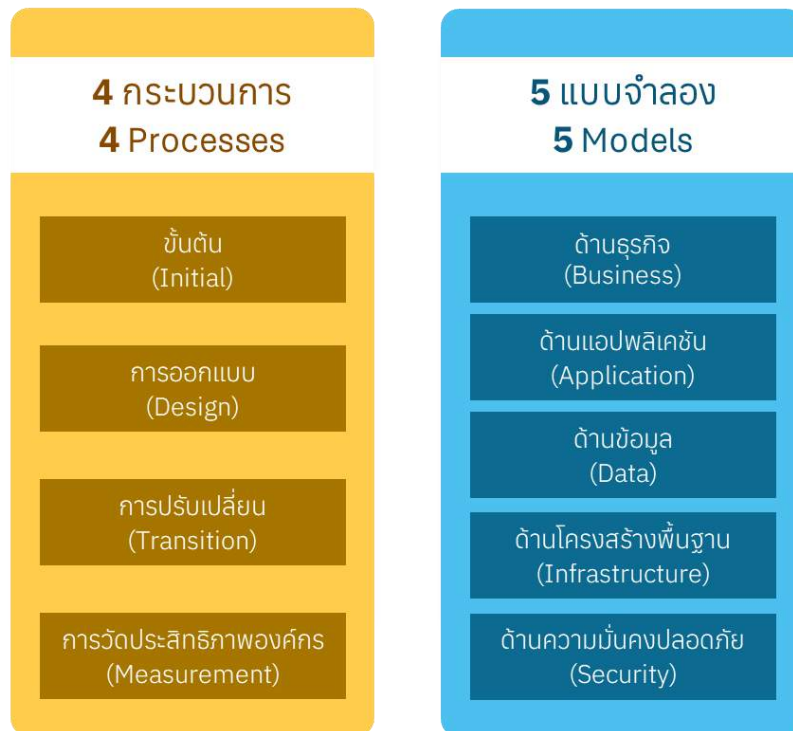 4 กระบวนการ
4 Processes
ขั้นต้น
(Initial)
การออกแบบ
(Design)
การปรับเปลี่ยน
(Transition)
การวัดประสิทธิภาพองค์กร
(Measurement)
5 แบบจำลอง
5 Models
ด้านธุรกิจ
(Business)
ด้านแอปพลิเคชัน
(Application)
ด้านข้อมูล
(Data)
ด้านโครงสร้างพื้นฐาน
(Infrastructure)
ด้านความมั่นคงปลอดภัย
(Security)